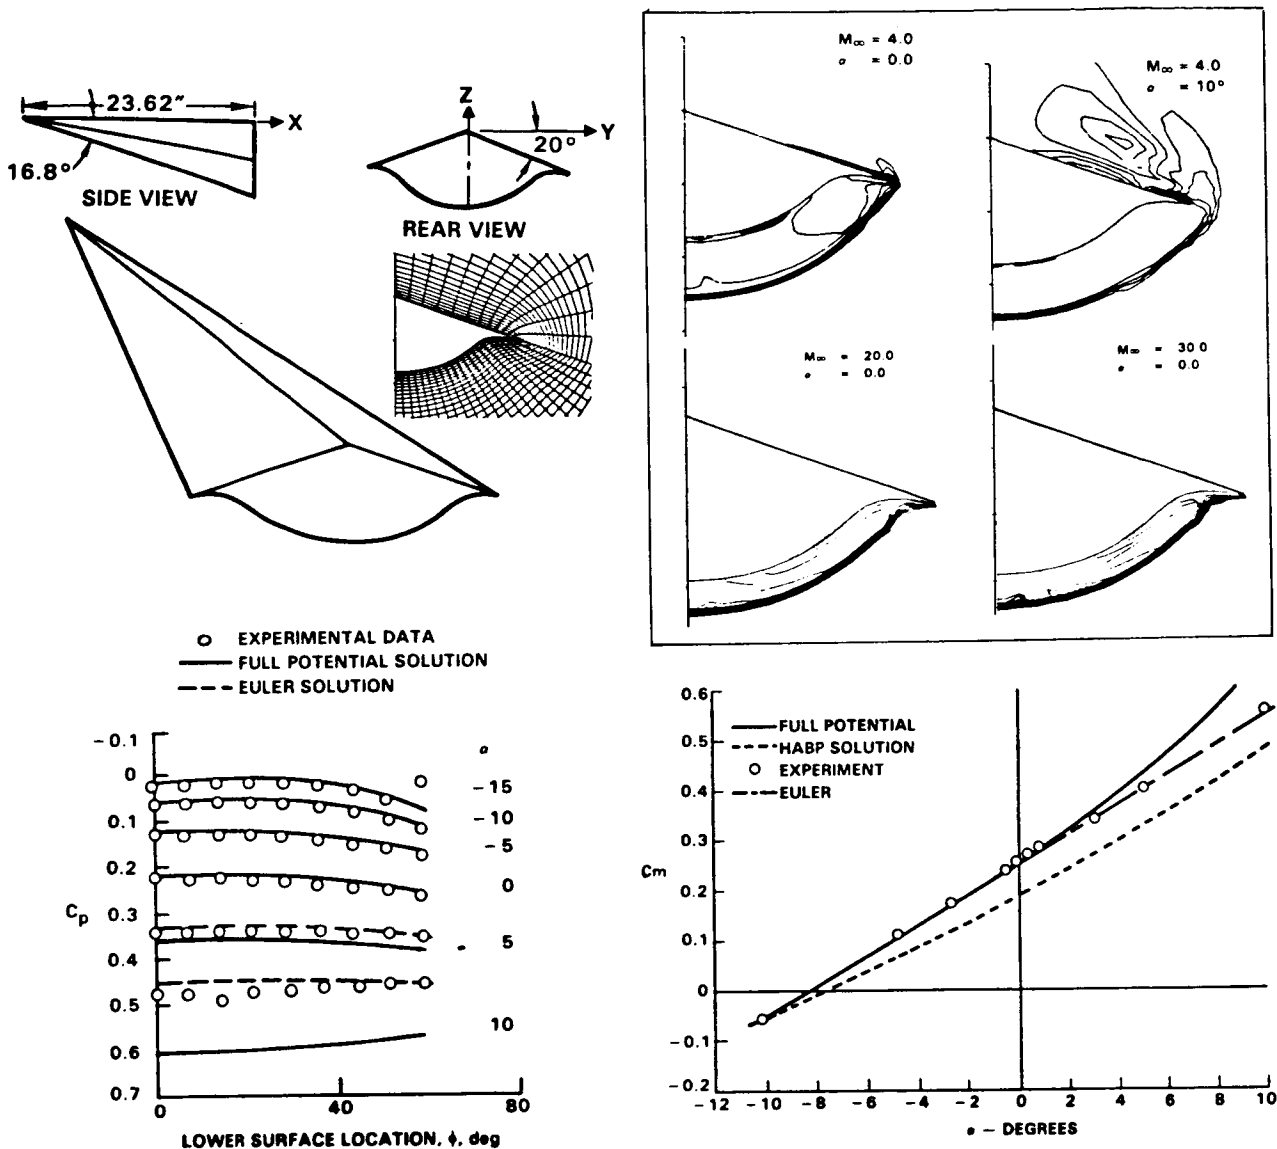 23.62"
X
16.8°
SIDE VIEW
Z
Y
20°
REAR VIEW
M∞ = 4.0
α = 0.0
M∞ = 4.0
α = 10°
M∞ = 20.0
α = 0.0
M∞ = 30.0
α = 0.0
EXPERIMENTAL DATA
FULL POTENTIAL SOLUTION
EULER SOLUTION
-0.1
0
0.1
0.2
0.3
0.4
0.5
0.6
0.7
Cp
α
-15
-10
-5
0
5
10
0 40 80
LOWER SURFACE LOCATION, ϕ, deg
0.6
0.5
0.4
0.3
0.2
0.1
0
-0.1
-0.2
Cm
FULL POTENTIAL
HABP SOLUTION
EXPERIMENT
EULER
-12 -10 -8 -6 -4 -2 0 2 4 6 8 10
α - DEGREES